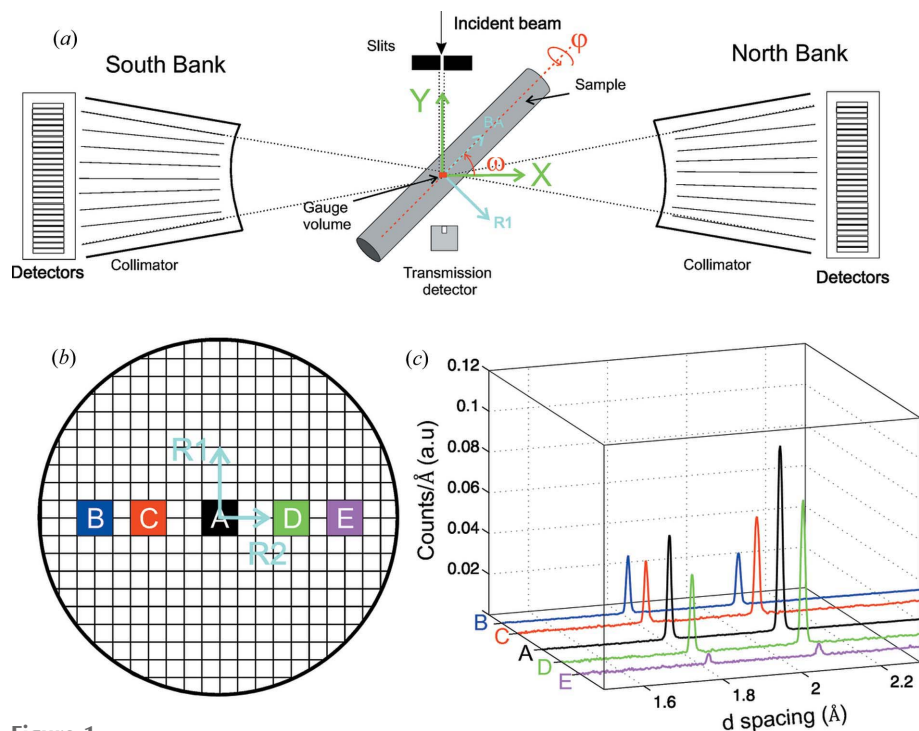 (a)
Incident beam
Slits
φ
South Bank
North Bank
Y
Sample
ω
X
Gauge
volume
R1
Detectors
Collimator
Transmission
detector
Collimator
Detectors
(b)
R1
B C A D E
R2
(c)
0.12
0.1
0.08
0.06
0.04
0.02
Counts/Å (a.u)
B
C
A
D
E
1.6
1.8
2
2.2
d spacing (Å)